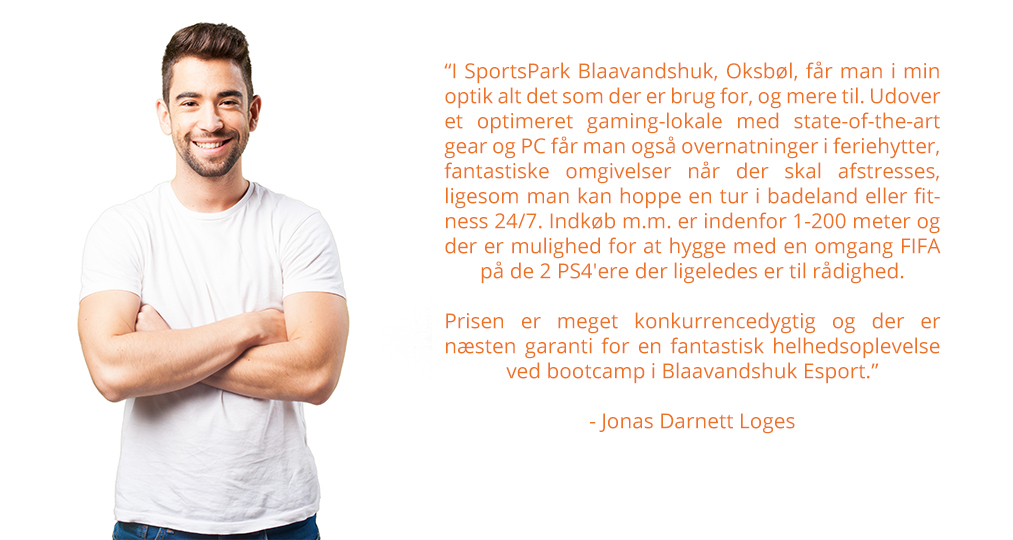 “I SportsPark Blaavandshuk, Oksbøl, får man i min
optik alt det som der er brug for, og mere til. Udover
et optimeret gaming-lokale med state-of-the-art
gear og PC får man også overnatninger i feriehytter,
fantastiske omgivelser når der skal afstresses,
ligesom man kan hoppe en tur i badeland eller fit-
ness 24/7. Indkøb m.m. er indenfor 1-200 meter og
der er mulighed for at hygge med en omgang FIFA
på de 2 PS4'ere der ligeledes er til rådighed.
Prisen er meget konkurrencedygtig og der er
næsten garanti for en fantastisk helhedsoplevelse
ved bootcamp i Blaavandshuk Esport.”
- Jonas Darnett Loges